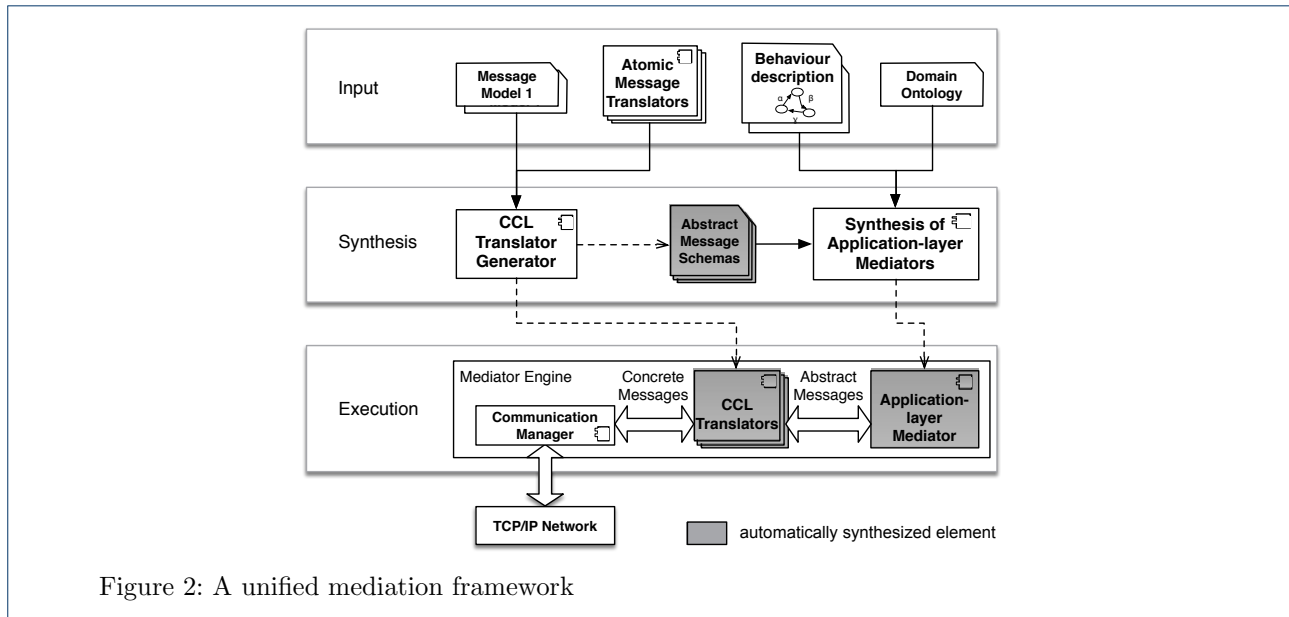 Input
Message
Model 1
Atomic
Message
Translators
Behaviour
description
α
β
γ
Domain
Ontology
Synthesis
CCL
Translator
Generator
Abstract
Message
Schemas
Synthesis of
Application-layer
Mediators
Execution
Mediator Engine
Communication
Manager
Concrete
Messages
CCL
Translators
Abstract
Messages
Application-
layer
Mediator
TCP/IP Network
automatically synthesized element
Figure 2: A unified mediation framework